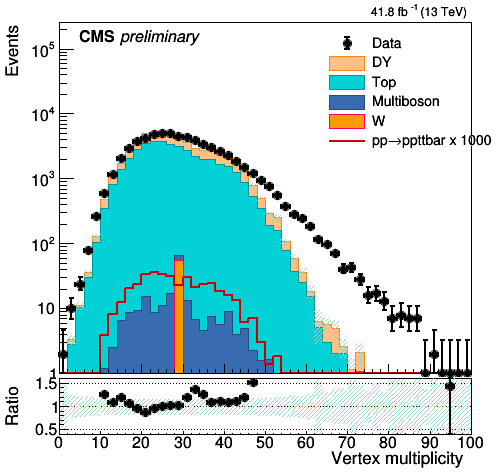 41.8 fb⁻¹ (13 TeV)
CMS preliminary
Events
10⁵
10⁴
10³
10²
10
1
Data
DY
Top
Multiboson
W
pp→ppttbar x 1000
Ratio
1.5
1
0.5
0 10 20 30 40 50 60 70 80 90 100
Vertex multiplicity